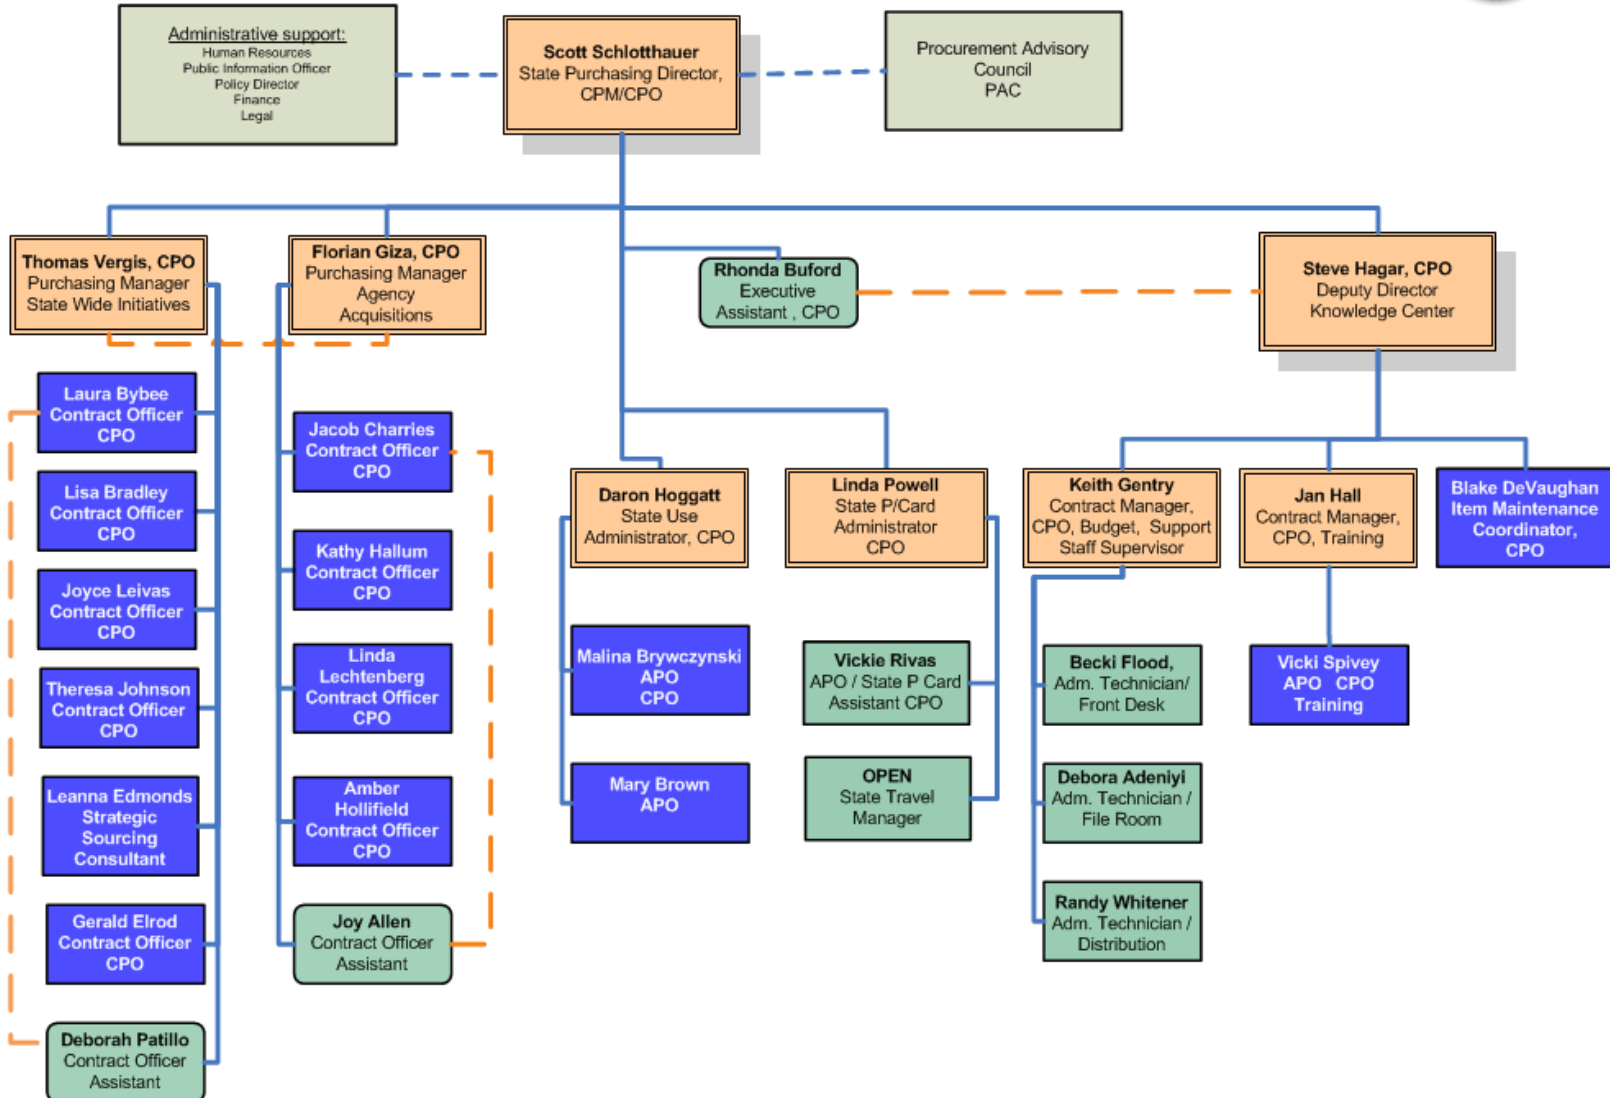 Administrative support:
Human Resources
Public Information Officer
Policy Director
Finance
Legal
Scott Schlotthauer
State Purchasing Director,
CPM/CPO
Procurement Advisory
Council
PAC
Thomas Vergis, CPO
Purchasing Manager
State Wide Initiatives
Florian Giza, CPO
Purchasing Manager
Agency
Acquisitions
Rhonda Buford
Executive
Assistant , CPO
Steve Hagar, CPO
Deputy Director
Knowledge Center
Laura Bybee
Contract Officer
CPO
Lisa Bradley
Contract Officer
CPO
Joyce Leivas
Contract Officer
CPO
Theresa Johnson
Contract Officer
CPO
Leanna Edmonds
Strategic
Sourcing
Consultant
Gerald Elrod
Contract Officer
CPO
Deborah Patillo
Contract Officer
Assistant
Jacob Charries
Contract Officer
CPO
Kathy Hallum
Contract Officer
CPO
Linda
Lechtenberg
Contract Officer
CPO
Amber
Hollifield
Contract Officer
CPO
Joy Allen
Contract Officer
Assistant
Daron Hoggatt
State Use
Administrator, CPO
Malina Brywczynski
APO
CPO
Mary Brown
APO
Linda Powell
State P/Card
Administrator
CPO
Vickie Rivas
APO / State P Card
Assistant CPO
OPEN
State Travel
Manager
Keith Gentry
Contract Manager,
CPO, Budget, Support
Staff Supervisor
Becki Flood,
Adm. Technician/
Front Desk
Debora Adeniyi
Adm. Technician /
File Room
Randy Whitener
Adm. Technician /
Distribution
Jan Hall
Contract Manager,
CPO, Training
Vicki Spivey
APO CPO
Training
Blake DeVaughan
Item Maintenance
Coordinator,
CPO